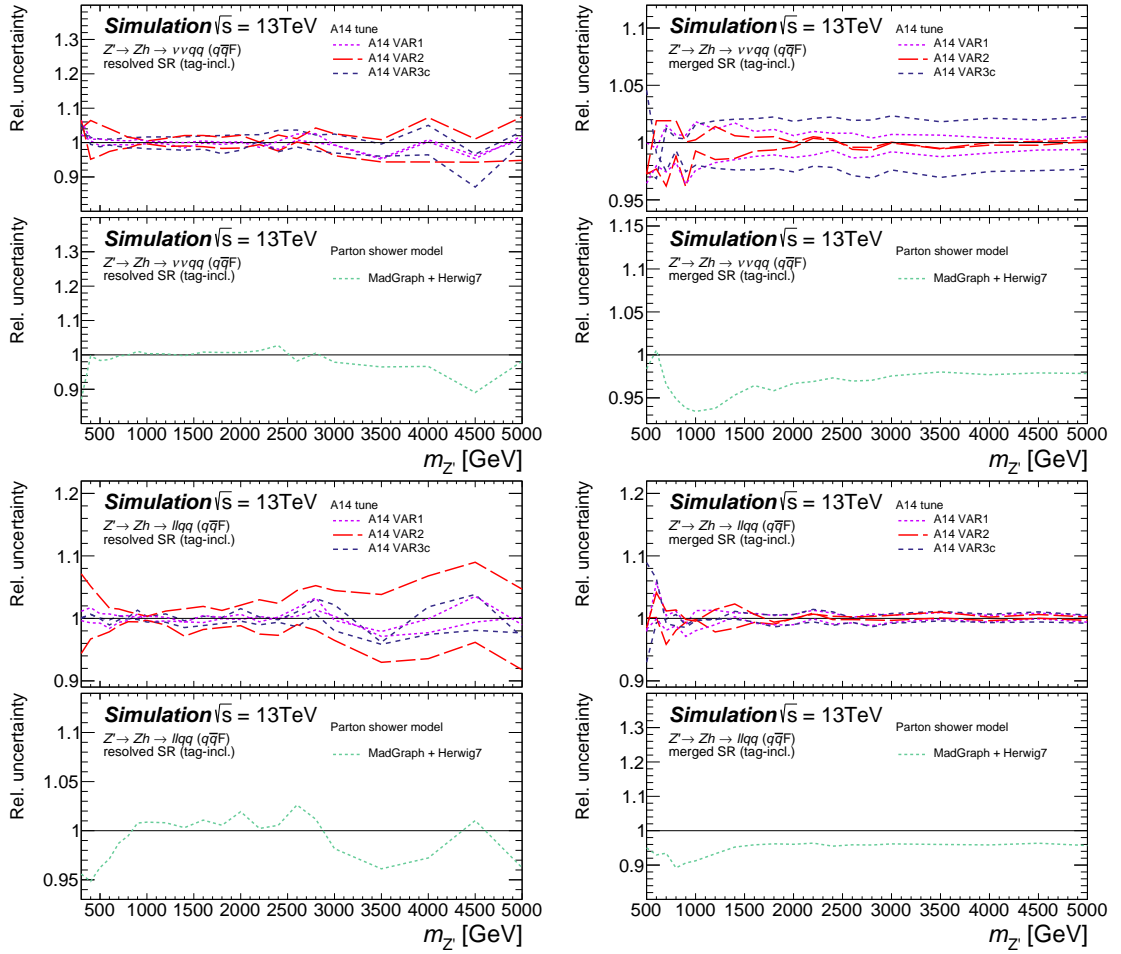 Rel. uncertainty
Simulation √s = 13TeV
Z' → Zh → ννqq (qq̅F)
resolved SR (tag-incl.)
A14 tune
A14 VAR1
A14 VAR2
A14 VAR3c
1.3
1.2
1.1
1
0.9
Rel. uncertainty
Simulation √s = 13TeV
Z' → Zh → ννqq (qq̅F)
resolved SR (tag-incl.)
Parton shower model
MadGraph + Herwig7
1.3
1.2
1.1
1
0.9
500 1000 1500 2000 2500 3000 3500 4000 4500 5000
m_Z' [GeV]
Rel. uncertainty
Simulation √s = 13TeV
Z' → Zh → ννqq (qq̅F)
merged SR (tag-incl.)
A14 tune
A14 VAR1
A14 VAR2
A14 VAR3c
1.1
1.05
1
0.95
Rel. uncertainty
Simulation √s = 13TeV
Z' → Zh → ννqq (qq̅F)
merged SR (tag-incl.)
Parton shower model
MadGraph + Herwig7
1.15
1.1
1.05
1
0.95
500 1000 1500 2000 2500 3000 3500 4000 4500 5000
m_Z' [GeV]
Rel. uncertainty
Simulation √s = 13TeV
Z' → Zh → llqq (qq̅F)
resolved SR (tag-incl.)
A14 tune
A14 VAR1
A14 VAR2
A14 VAR3c
1.2
1.1
1
0.9
Rel. uncertainty
Simulation √s = 13TeV
Z' → Zh → llqq (qq̅F)
resolved SR (tag-incl.)
Parton shower model
MadGraph + Herwig7
1.1
1.05
1
0.95
500 1000 1500 2000 2500 3000 3500 4000 4500 5000
m_Z' [GeV]
Rel. uncertainty
Simulation √s = 13TeV
Z' → Zh → llqq (qq̅F)
merged SR (tag-incl.)
A14 tune
A14 VAR1
A14 VAR2
A14 VAR3c
1.2
1.1
1
0.9
Rel. uncertainty
Simulation √s = 13TeV
Z' → Zh → llqq (qq̅F)
merged SR (tag-incl.)
Parton shower model
MadGraph + Herwig7
1.3
1.2
1.1
1
0.9
500 1000 1500 2000 2500 3000 3500 4000 4500 5000
m_Z' [GeV]